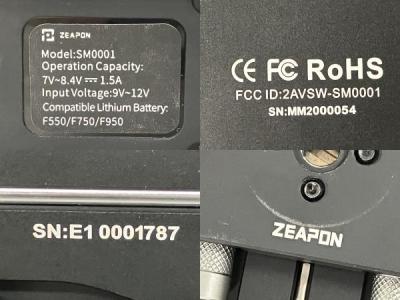 ZEAPON
Model:SM0001
Operation Capacity:
7V~8.4V⎓1.5A
Input Voltage:9V~12V
Compatible Lithium Battery:
F550/F750/F950
CE FC RoHS
FCC ID:2AVSW-SM0001
SN:MM2000054
SN:E1 0001787
ZEAPON